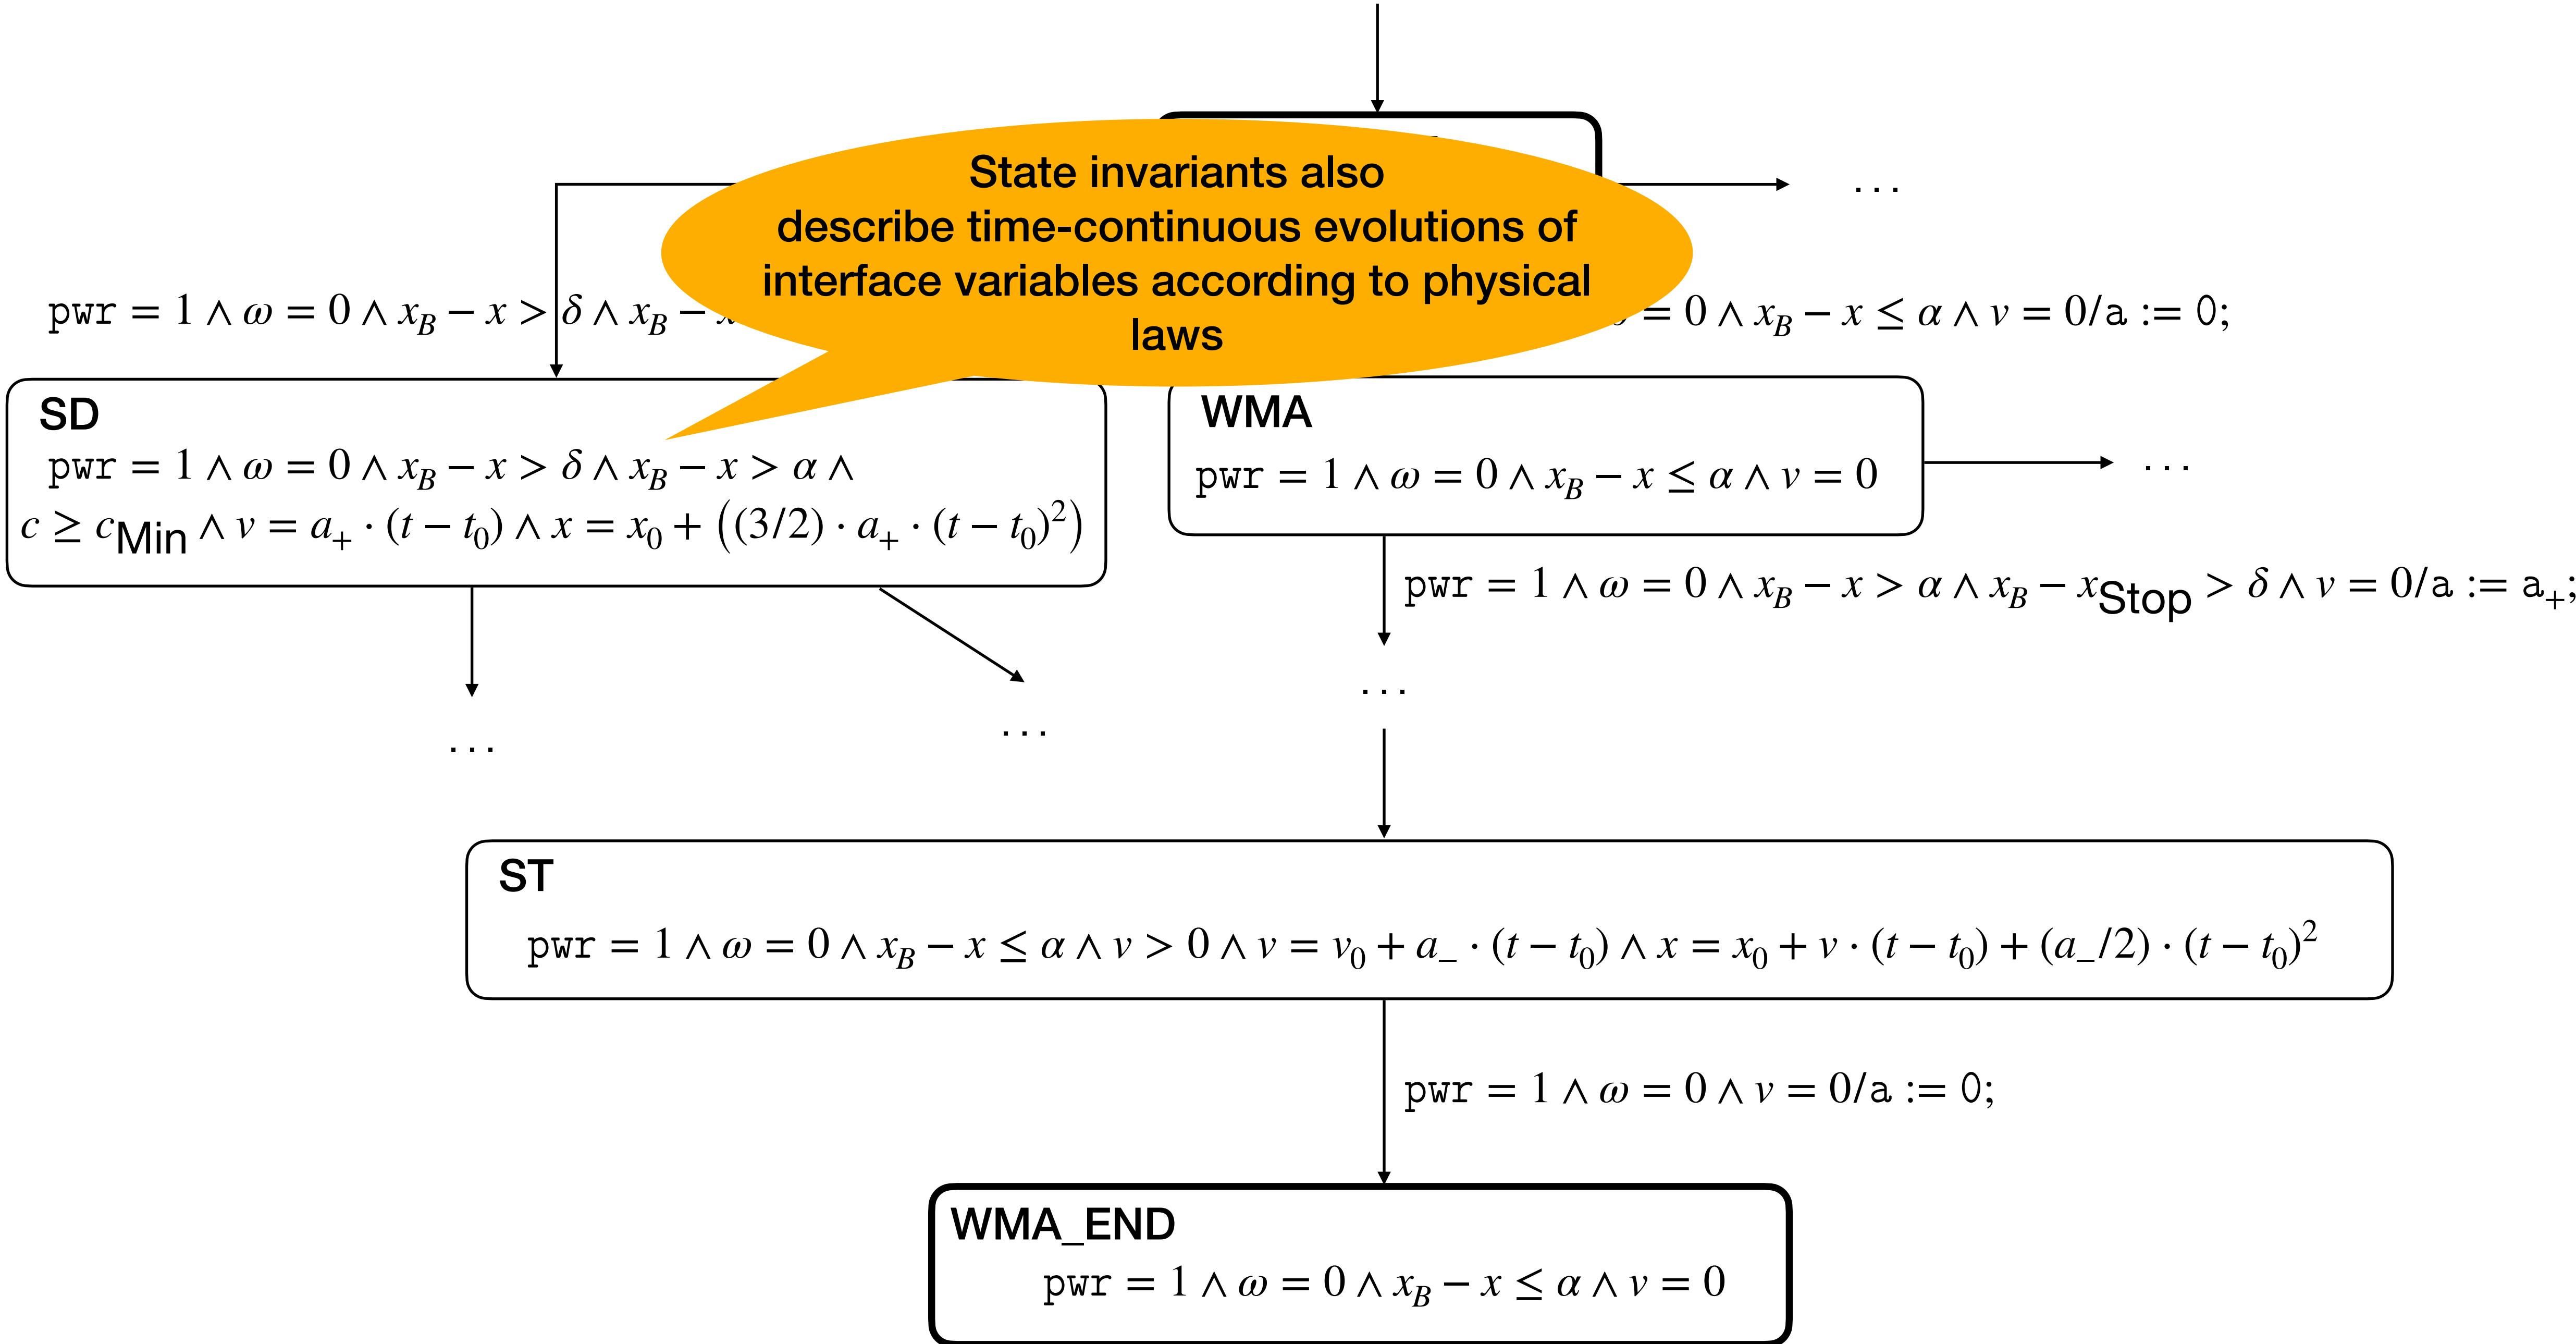 State invariants also
describe time-continuous evolutions of
interface variables according to physical
laws
. . .
pwr = 1 ∧ ω = 0 ∧ x_B − x > δ ∧ x_B −
= 0 ∧ x_B − x ≤ α ∧ v = 0/a := 0;
SD
pwr = 1 ∧ ω = 0 ∧ x_B − x > δ ∧ x_B − x > α ∧
c ≥ c_Min ∧ v = a_+ · (t − t_0) ∧ x = x_0 + ((3/2) · a_+ · (t − t_0)^2)
WMA
pwr = 1 ∧ ω = 0 ∧ x_B − x ≤ α ∧ v = 0
. . .
pwr = 1 ∧ ω = 0 ∧ x_B − x > α ∧ x_B − x_Stop > δ ∧ v = 0/a := a_+;
. . .
. . .
. . .
ST
pwr = 1 ∧ ω = 0 ∧ x_B − x ≤ α ∧ v > 0 ∧ v = v_0 + a_− · (t − t_0) ∧ x = x_0 + v · (t − t_0) + (a_−/2) · (t − t_0)^2
pwr = 1 ∧ ω = 0 ∧ v = 0/a := 0;
WMA_END
pwr = 1 ∧ ω = 0 ∧ x_B − x ≤ α ∧ v = 0